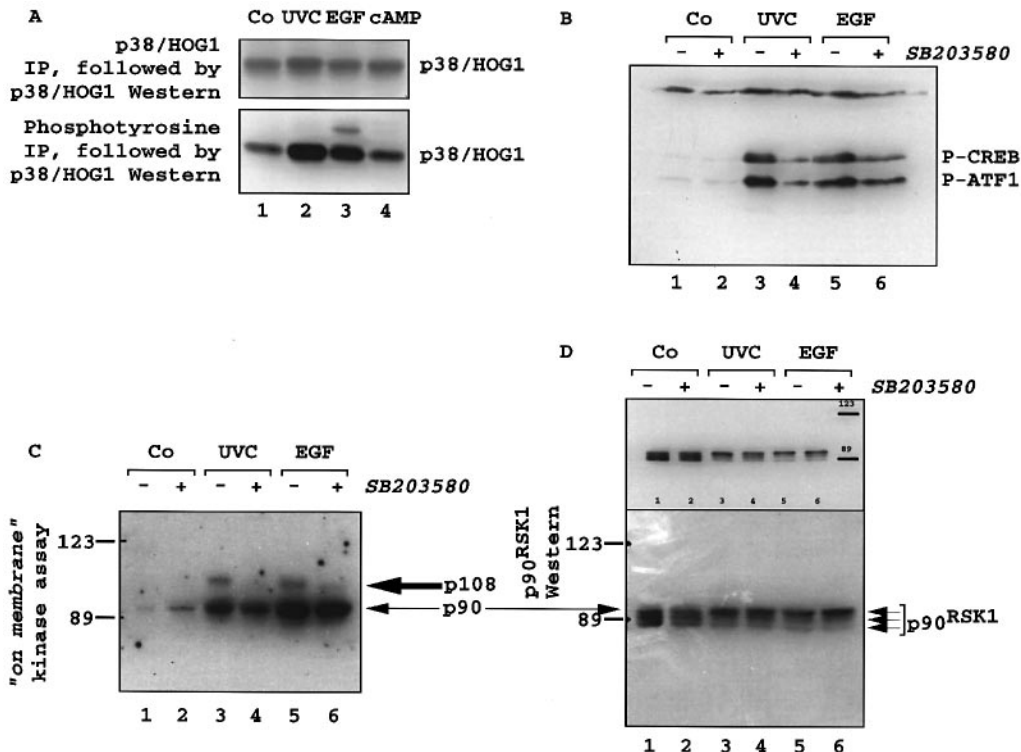 A
Co UVC EGF cAMP
p38/HOG1
IP, followed by
p38/HOG1 Western
p38/HOG1
Phosphotyrosine
IP, followed by
p38/HOG1 Western
p38/HOG1
1 2 3 4
B
Co UVC EGF
- + - + - + SB203580
P-CREB
P-ATF1
1 2 3 4 5 6
C
Co UVC EGF
- + - + - + SB203580
"on membrane"
kinase assay
123
89
p108
p90
1 2 3 4 5 6
D
Co UVC EGF
- + - + - + SB203580
123
89
1 2 3 4 5 6
p90RSK1
Western
123
89
p90RSK1
1 2 3 4 5 6